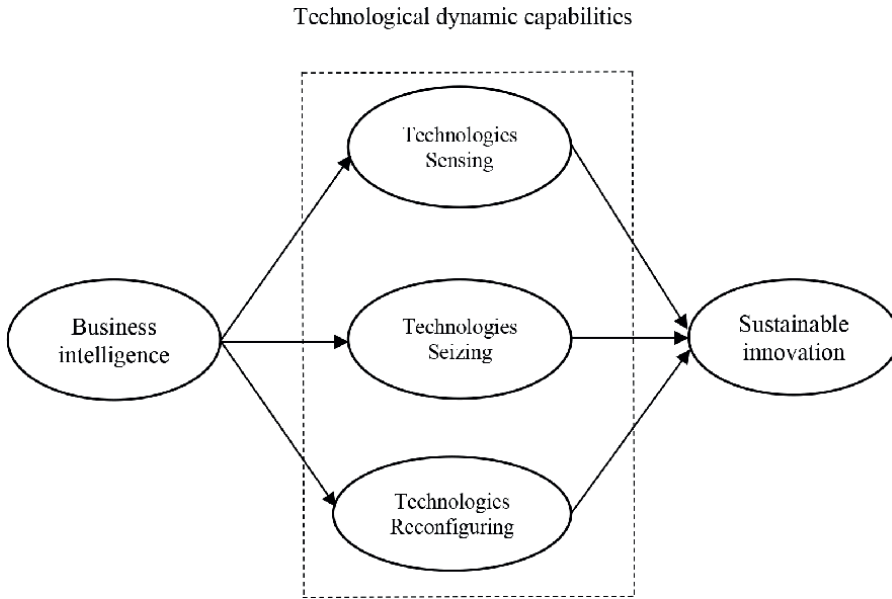 Technological dynamic capabilities
Technologies
Sensing
Business
intelligence
Technologies
Seizing
Sustainable
innovation
Technologies
Reconfiguring